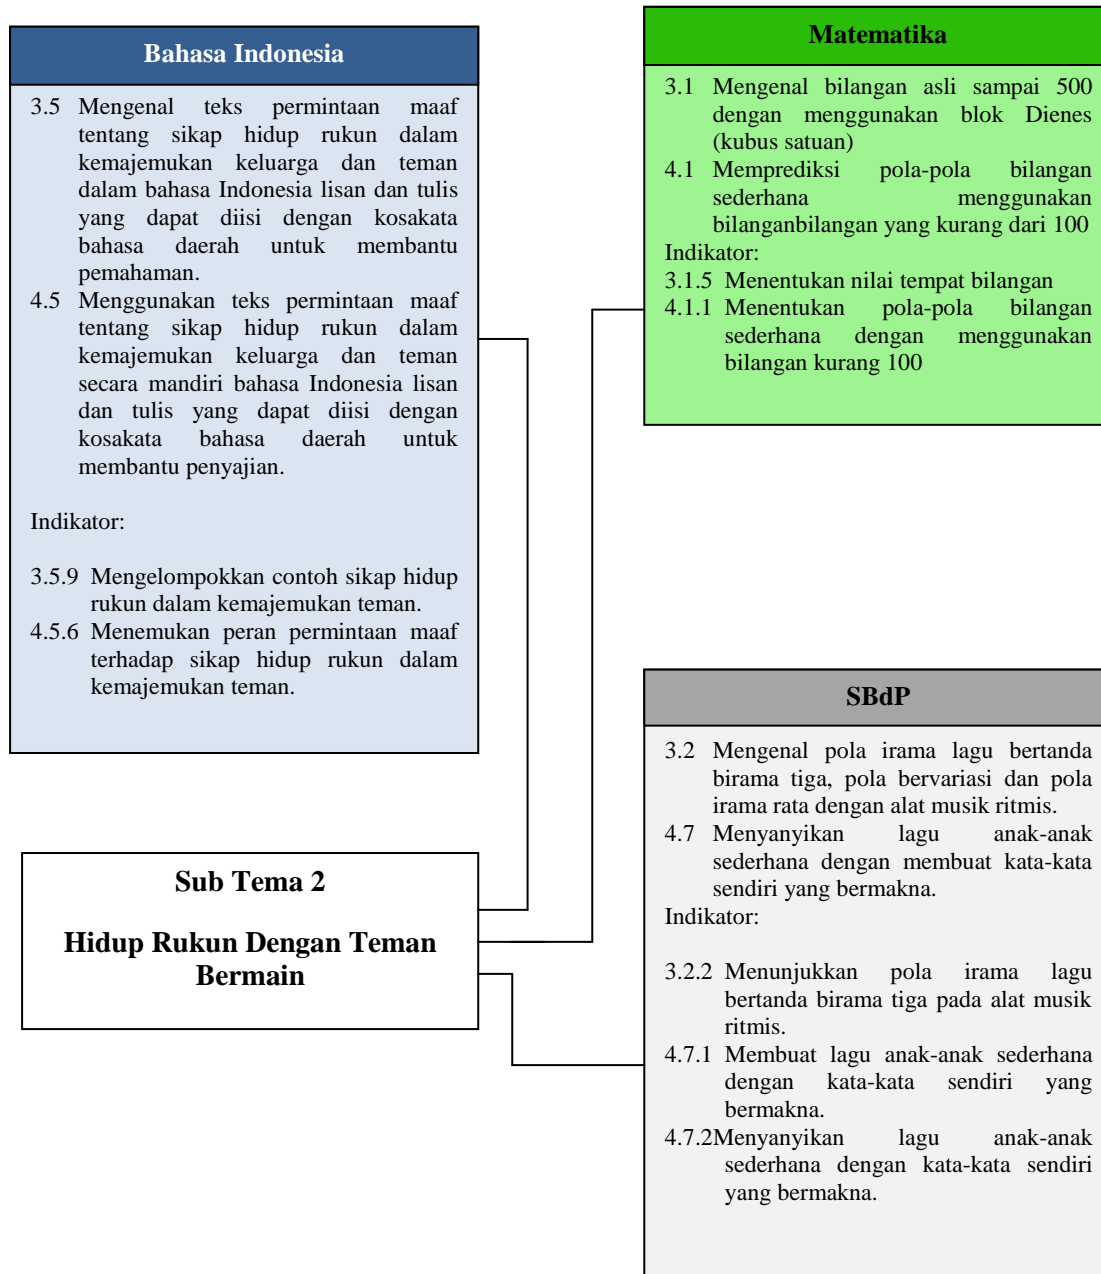 Bahasa Indonesia
3.5 Mengenal teks permintaan maaf
tentang sikap hidup rukun dalam
kemajemukan keluarga dan teman
dalam bahasa Indonesia lisan dan tulis
yang dapat diisi dengan kosakata
bahasa daerah untuk membantu
pemahaman.
4.5 Menggunakan teks permintaan maaf
tentang sikap hidup rukun dalam
kemajemukan keluarga dan teman
secara mandiri bahasa Indonesia lisan
dan tulis yang dapat diisi dengan
kosakata bahasa daerah untuk
membantu penyajian.
Indikator:
3.5.9 Mengelompokkan contoh sikap hidup
rukun dalam kemajemukan teman.
4.5.6 Menemukan peran permintaan maaf
terhadap sikap hidup rukun dalam
kemajemukan teman.
Matematika
3.1 Mengenal bilangan asli sampai 500
dengan menggunakan blok Dienes
(kubus satuan)
4.1 Memprediksi pola-pola bilangan
sederhana menggunakan
bilanganbilangan yang kurang dari 100
Indikator:
3.1.5 Menentukan nilai tempat bilangan
4.1.1 Menentukan pola-pola bilangan
sederhana dengan menggunakan
bilangan kurang 100
Sub Tema 2
Hidup Rukun Dengan Teman
Bermain
SBdP
3.2 Mengenal pola irama lagu bertanda
birama tiga, pola bervariasi dan pola
irama rata dengan alat musik ritmis.
4.7 Menyanyikan lagu anak-anak
sederhana dengan membuat kata-kata
sendiri yang bermakna.
Indikator:
3.2.2 Menunjukkan pola irama lagu
bertanda birama tiga pada alat musik
ritmis.
4.7.1 Membuat lagu anak-anak sederhana
dengan kata-kata sendiri yang
bermakna.
4.7.2Menyanyikan lagu anak-anak
sederhana dengan kata-kata sendiri
yang bermakna.